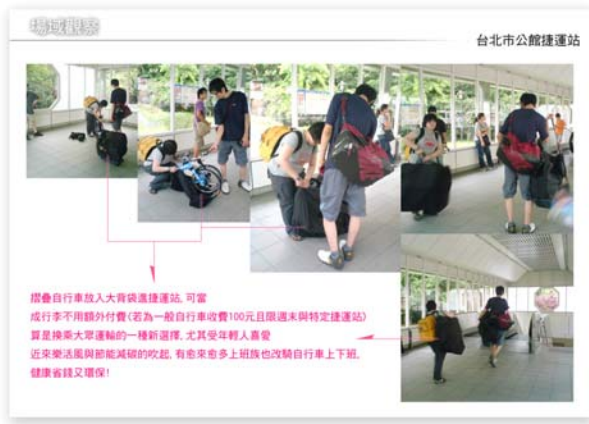 場域觀察
台北市公館捷運站
摺疊自行車放入大背袋進捷運站, 可當
成行李不用額外付費(若為一般自行車收費100元且限週末與特定捷運站)
算是換乘大眾運輸的一種新選擇, 尤其受年輕人喜愛
近來樂活風與節能減碳的吹起, 有愈來愈多上班族也改騎自行車上下班,
健康省錢又環保!